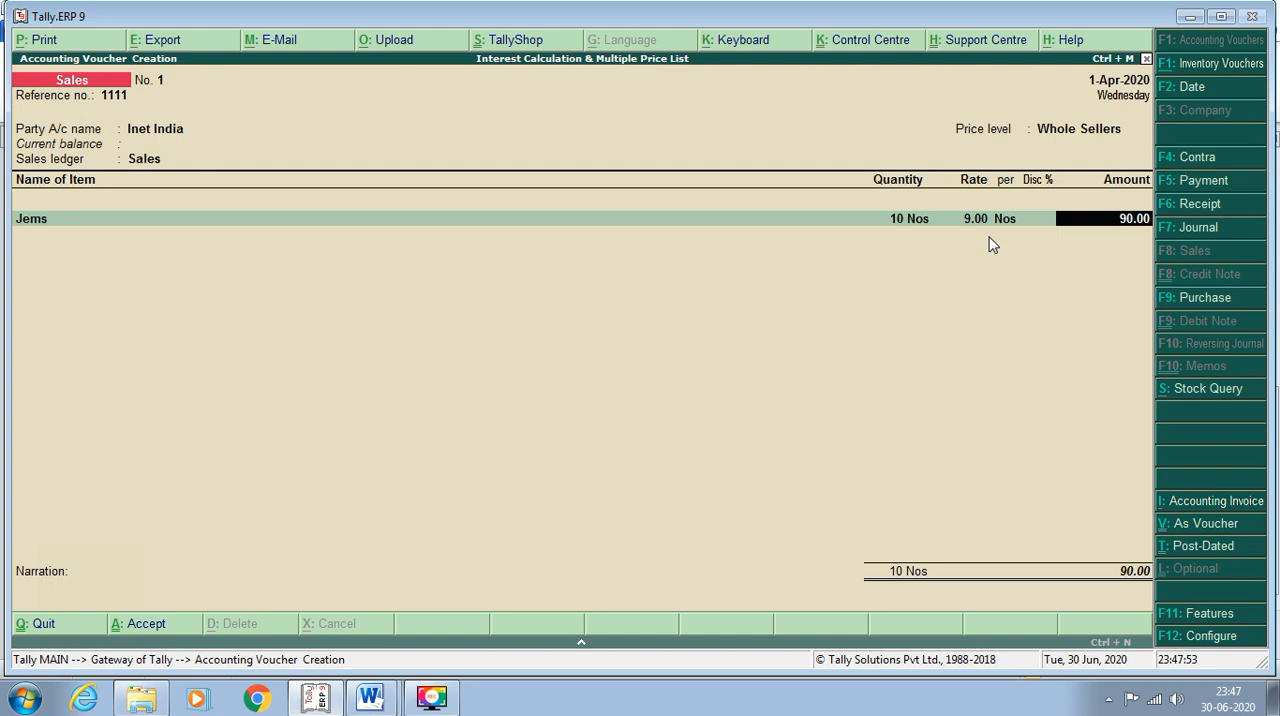 Tally.ERP 9
P: Print E: Export M: E-Mail O: Upload S: TallyShop G: Language K: Keyboard K: Control Centre H: Support Centre H: Help
Accounting Voucher Creation Interest Calculation & Multiple Price List Ctrl + M
Sales No. 1 1-Apr-2020
Reference no.: 1111 Wednesday
Party A/c name : Inet India Price level : Whole Sellers
Current balance :
Sales ledger : Sales
Name of Item Quantity Rate per Disc % Amount
Jems 10 Nos 9.00 Nos 90.00
Narration: 10 Nos 90.00
Q: Quit A: Accept D: Delete X: Cancel
Ctrl + N
F1: Accounting Vouchers
F1: Inventory Vouchers
F2: Date
F3: Company
F4: Contra
F5: Payment
F6: Receipt
F7: Journal
F8: Sales
F8: Credit Note
F9: Purchase
F9: Debit Note
F10: Reversing Journal
F10: Memos
S: Stock Query
I: Accounting Invoice
V: As Voucher
T: Post-Dated
L: Optional
F11: Features
F12: Configure
Tally MAIN --> Gateway of Tally --> Accounting Voucher Creation © Tally Solutions Pvt Ltd., 1988-2018 Tue, 30 Jun, 2020 23:47:53
23:47
30-06-2020